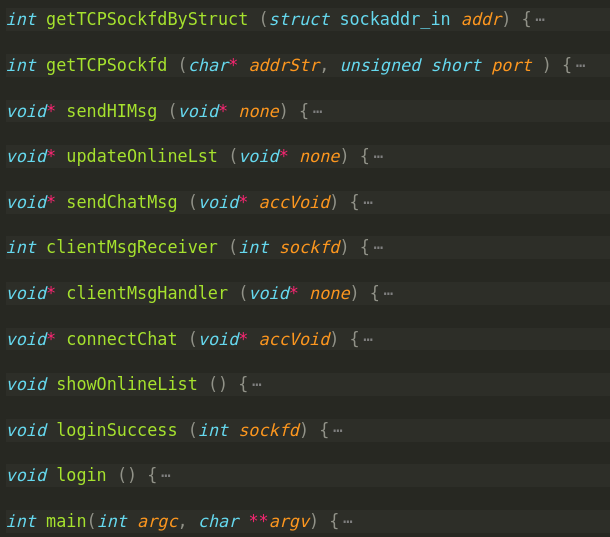 int getTCPSockfdByStruct (struct sockaddr_in addr) {⋯
int getTCPSockfd (char* addrStr, unsigned short port ) {⋯
void* sendHIMsg (void* none) {⋯
void* updateOnlineLst (void* none) {⋯
void* sendChatMsg (void* accVoid) {⋯
int clientMsgReceiver (int sockfd) {⋯
void* clientMsgHandler (void* none) {⋯
void* connectChat (void* accVoid) {⋯
void showOnlineList () {⋯
void loginSuccess (int sockfd) {⋯
void login () {⋯
int main(int argc, char **argv) {⋯